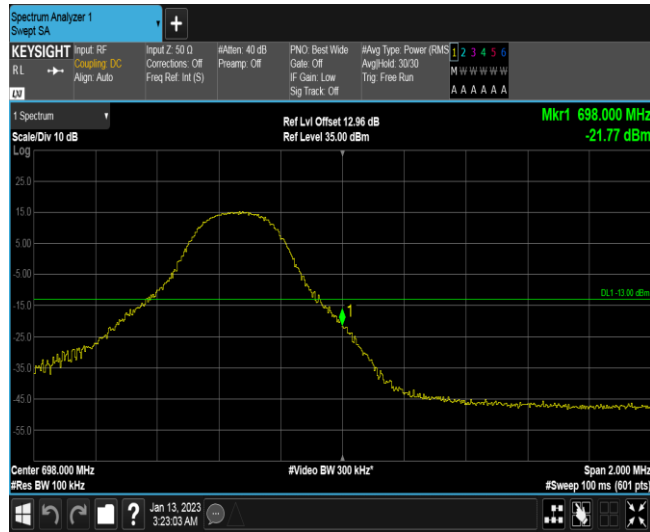 Spectrum Analyzer 1
Swept SA
+
KEYSIGHT Input: RF Input Z: 50 Ω #Atten: 40 dB PNO: Best Wide #Avg Type: Power (RMS 1 2 3 4 5 6
RL Coupling: DC Corrections: Off Preamp: Off Gate: Off Avg|Hold: 30/30 M W W W W W
Align: Auto Freq Ref: Int (S) IF Gain: Low Trig: Free Run
Sig Track: Off A A A A A A
LXI
1 Spectrum Ref Lvl Offset 12.96 dB Mkr1 698.000 MHz
Scale/Div 10 dB Ref Level 35.00 dBm -21.77 dBm
Log
25.0
15.0
5.00
-5.00
DL1 -13.00 dBm
-15.0
1
-25.0
-35.0
-45.0
-55.0
Center 698.000 MHz #Video BW 300 kHz* Span 2.000 MHz
#Res BW 100 kHz #Sweep 100 ms (601 pts)
? Jan 13, 2023
3:23:03 AM